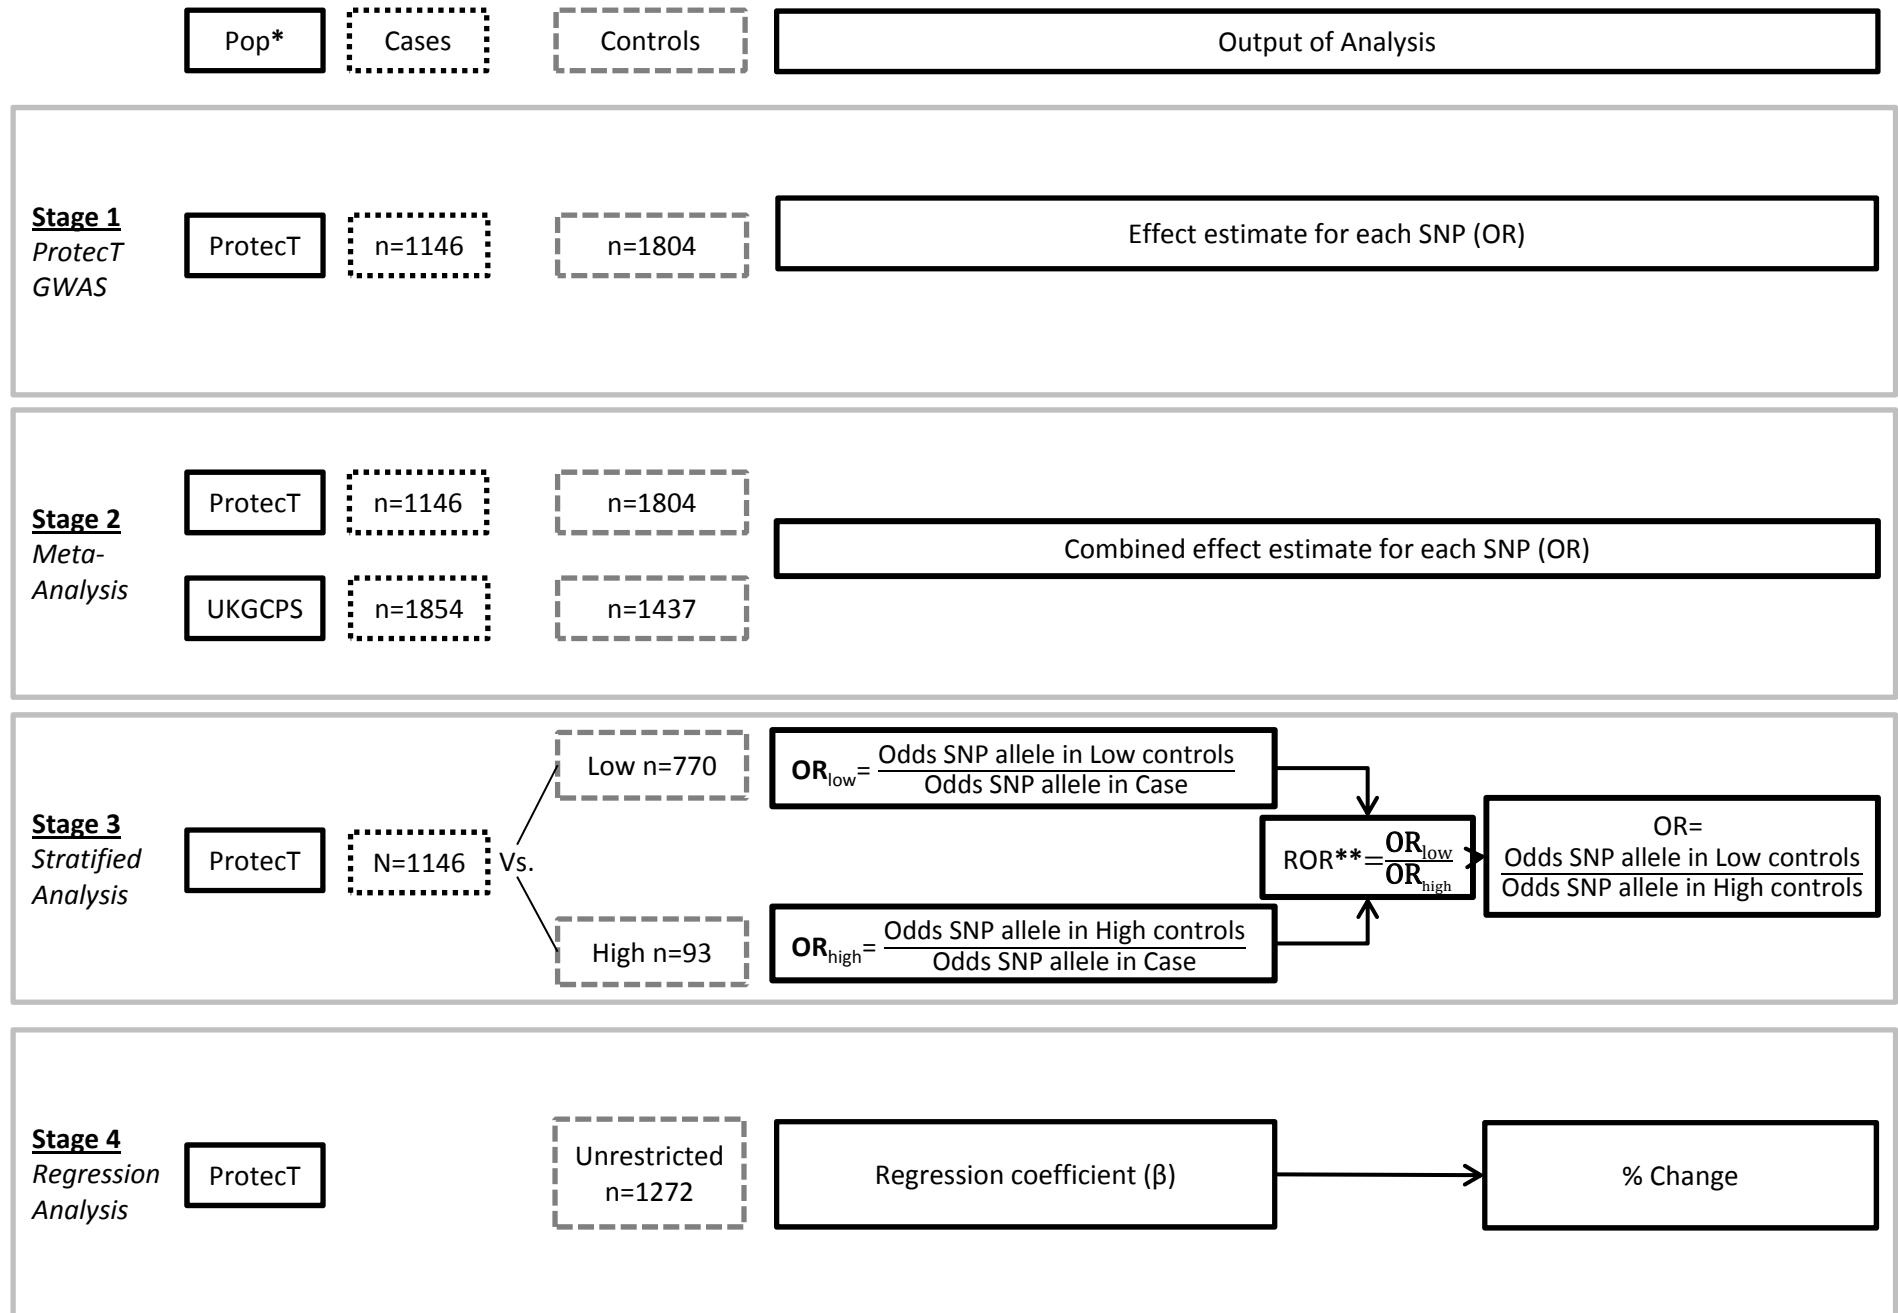 Pop*
Cases
Controls
Output of Analysis
Stage 1
ProtecT
GWAS
ProtecT
n=1146
n=1804
Effect estimate for each SNP (OR)
Stage 2
Meta-
Analysis
ProtecT
n=1146
n=1804
UKGCPS
n=1854
n=1437
Combined effect estimate for each SNP (OR)
Stage 3
Stratified
Analysis
ProtecT
N=1146
Vs.
Low n=770
High n=93
ORlow= Odds SNP allele in Low controls
Odds SNP allele in Case
ORhigh= Odds SNP allele in High controls
Odds SNP allele in Case
ROR**=ORlow
ORhigh
OR=
Odds SNP allele in Low controls
Odds SNP allele in High controls
Stage 4
Regression
Analysis
ProtecT
Unrestricted
n=1272
Regression coefficient (β)
% Change